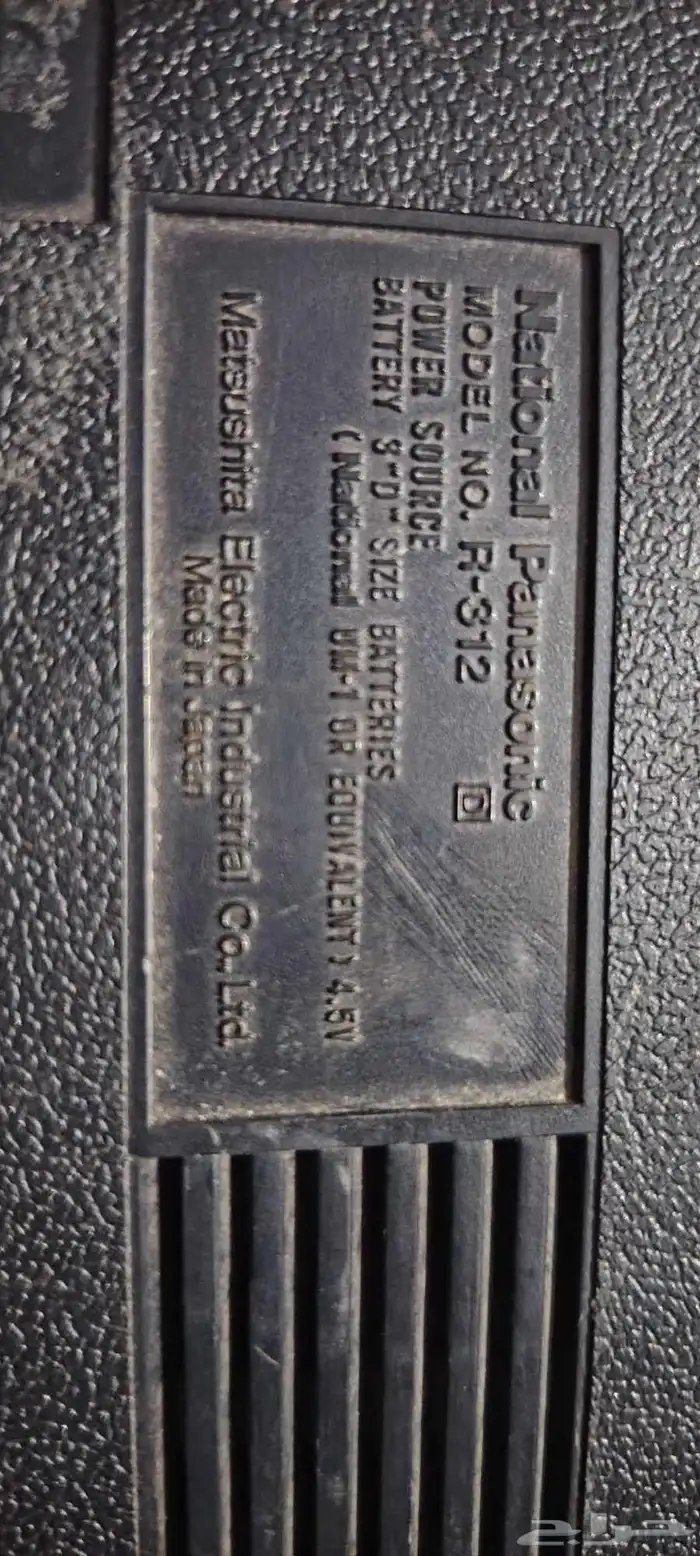 National Panasonic
MODEL NO. R-312
POWER SOURCE
BATTERY 3"D" SIZE BATTERIES
(National UM-1 OR EQUIVALENT) 4.5V
Matsushita Electric Industrial Co., Ltd.
Made in Japan
حراج